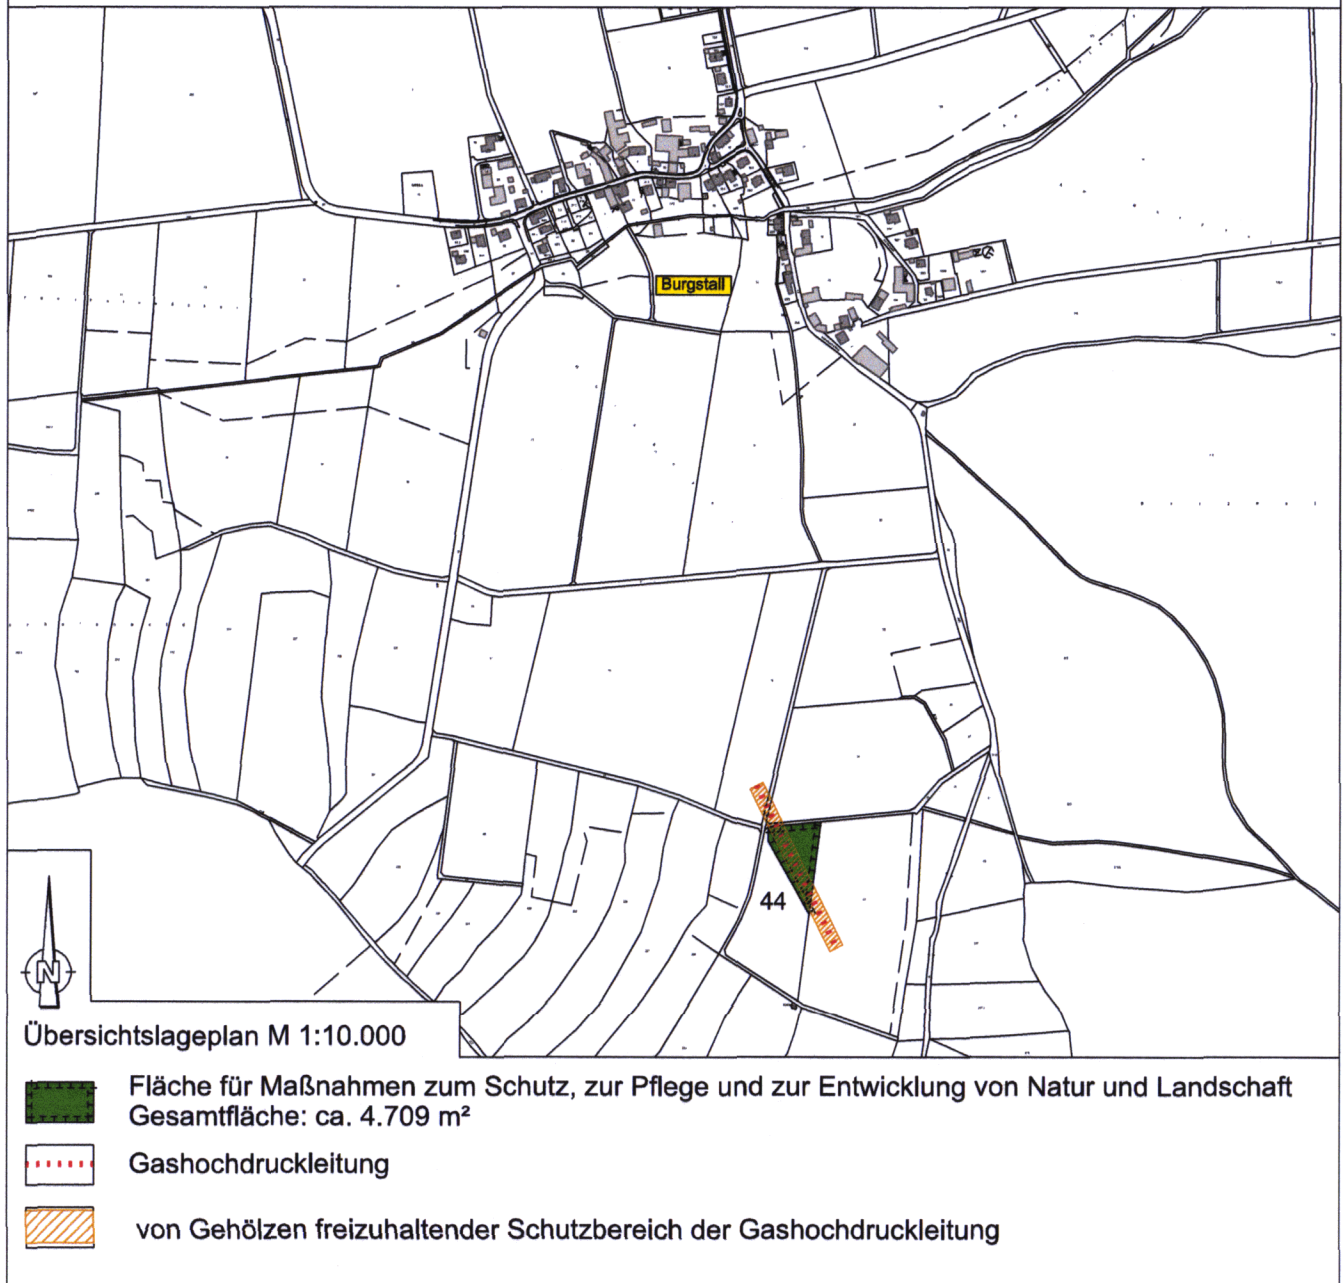 Burgstall
44
N
Übersichtslageplan M 1:10.000
Fläche für Maßnahmen zum Schutz, zur Pflege und zur Entwicklung von Natur und Landschaft
Gesamtfläche: ca. 4.709 m²
Gashochdruckleitung
von Gehölzen freizuhaltender Schutzbereich der Gashochdruckleitung